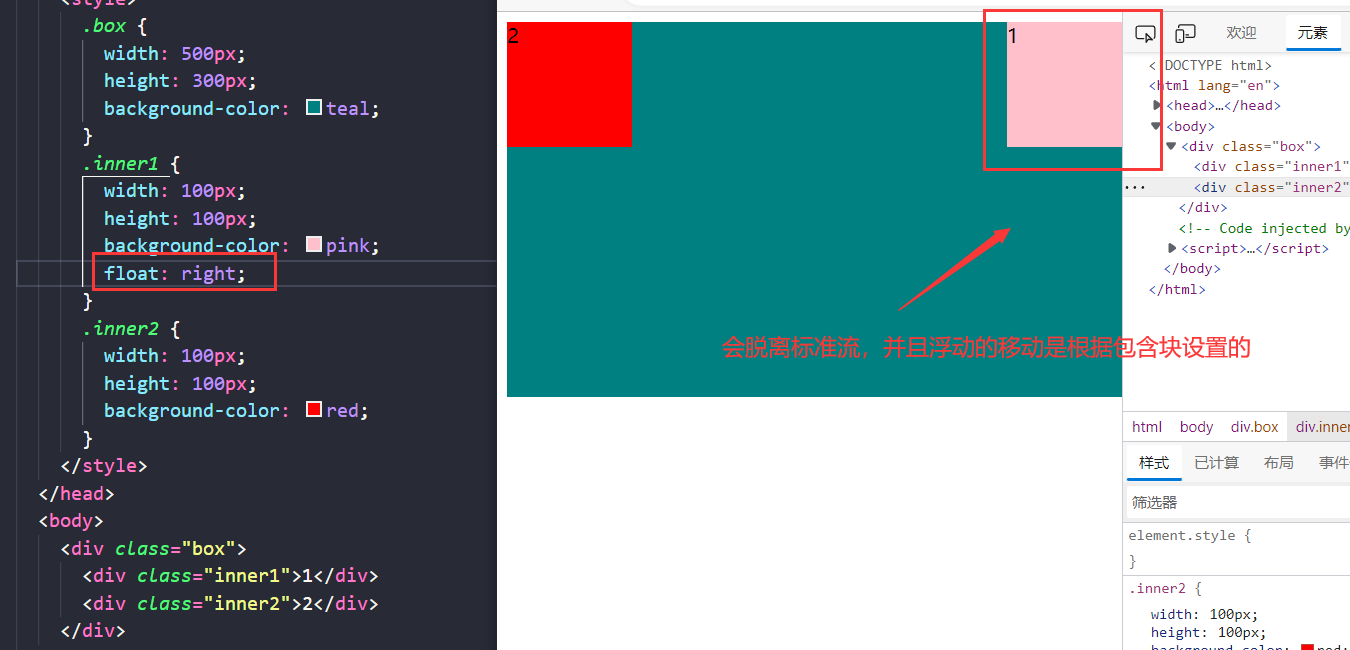 <style>
.box {
width: 500px;
height: 300px;
background-color: teal;
}
.inner1 {
width: 100px;
height: 100px;
background-color: pink;
float: right;
}
.inner2 {
width: 100px;
height: 100px;
background-color: red;
}
</style>
</head>
<body>
<div class="box">
<div class="inner1">1</div>
<div class="inner2">2</div>
</div>
2
1
会脱离标准流，并且浮动的移动是根据包含块设置的
欢迎 元素
<!DOCTYPE html>
<html lang="en">
<head>…</head>
<body>
<div class="box">
<div class="inner1"
<div class="inner2"
</div>
<!-- Code injected by
<script>…</script>
</body>
</html>
html body div.box div.inner
样式 已计算 布局 事件
筛选器
element.style {
}
.inner2 {
width: 100px;
height: 100px;
background-color: red;